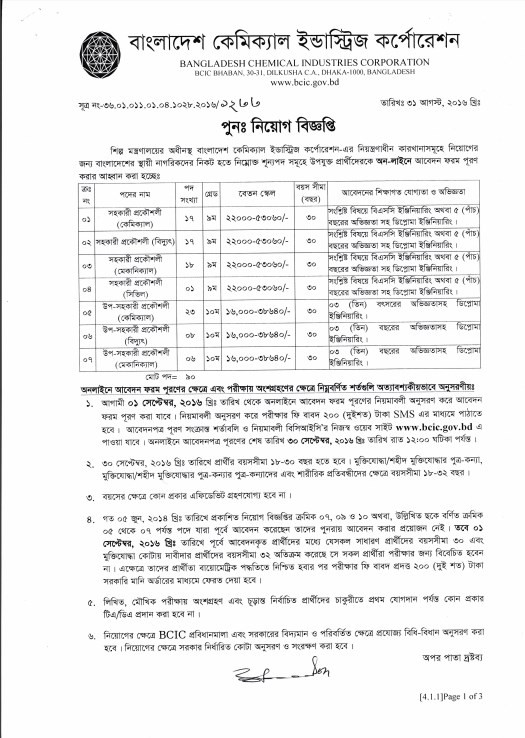 বাংলাদেশ কেমিক্যাল ইন্ডাস্ট্রিজ কর্পোরেশন
BANGLADESH CHEMICAL INDUSTRIES CORPORATION
BCIC BHABAN, 30-31, DILKUSHA C.A., DHAKA-1000, BANGLADESH
www.bcic.gov.bd
সূত্র নং-৩৬.০১.০১১.০১.০৪.১০২৮.২০১৬/১২৭৭ তারিখঃ ৩১ আগস্ট, ২০১৬ খ্রিঃ
পুনঃ নিয়োগ বিজ্ঞপ্তি
শিল্প মন্ত্রণালয়ের অধীনস্থ বাংলাদেশ কেমিক্যাল ইন্ডাস্ট্রিজ কর্পোরেশন-এর নিয়ন্ত্রণাধীন কারখানাসমূহে নিয়োগের
জন্য বাংলাদেশের স্থায়ী নাগরিকদের নিকট হতে নিম্নোক্ত শূন্যপদ সমূহে উপযুক্ত প্রার্থীদেরকে অন-লাইনে আবেদন ফরম পূরণ
করার আহ্বান করা হচ্ছেঃ
ক্রঃ নং পদের নাম পদ সংখ্যা গ্রেড বেতন স্কেল বয়স সীমা (বছর) আবেদনের শিক্ষাগত যোগ্যতা ও অভিজ্ঞতা
০১ সহকারী প্রকৌশলী (কেমিক্যাল) ১৭ ৯ম ২২০০০-৫৩০৬০/- ৩০ সংশ্লিষ্ট বিষয়ে বিএসসি ইঞ্জিনিয়ারিং অথবা ৫ (পাঁচ) বছরের অভিজ্ঞতা সহ ডিপ্লোমা ইঞ্জিনিয়ারিং।
০২ সহকারী প্রকৌশলী (বিদ্যুৎ) ১৭ ৯ম ২২০০০-৫৩০৬০/- ৩০ সংশ্লিষ্ট বিষয়ে বিএসসি ইঞ্জিনিয়ারিং অথবা ৫ (পাঁচ) বছরের অভিজ্ঞতা সহ ডিপ্লোমা ইঞ্জিনিয়ারিং।
০৩ সহকারী প্রকৌশলী (মেকানিক্যাল) ১৮ ৯ম ২২০০০-৫৩০৬০/- ৩০ সংশ্লিষ্ট বিষয়ে বিএসসি ইঞ্জিনিয়ারিং অথবা ৫ (পাঁচ) বছরের অভিজ্ঞতা সহ ডিপ্লোমা ইঞ্জিনিয়ারিং।
০৪ সহকারী প্রকৌশলী (সিভিল) ০১ ৯ম ২২০০০-৫৩০৬০/- ৩০ সংশ্লিষ্ট বিষয়ে বিএসসি ইঞ্জিনিয়ারিং অথবা ৫ (পাঁচ) বছরের অভিজ্ঞতা সহ ডিপ্লোমা ইঞ্জিনিয়ারিং।
০৫ উপ-সহকারী প্রকৌশলী (কেমিক্যাল) ২৩ ১০ম ১৬,০০০-৩৮৬৪০/- ৩০ ০৩ (তিন) বৎসরের অভিজ্ঞতাসহ ডিপ্লোমা ইঞ্জিনিয়ারিং।
০৬ উপ-সহকারী প্রকৌশলী (বিদ্যুৎ) ০৮ ১০ম ১৬,০০০-৩৮৬৪০/- ৩০ ০৩ (তিন) বছরের অভিজ্ঞতাসহ ডিপ্লোমা ইঞ্জিনিয়ারিং।
০৭ উপ-সহকারী প্রকৌশলী (মেকানিক্যাল) ০৬ ১০ম ১৬,০০০-৩৮৬৪০/- ৩০ ০৩ (তিন) বছরের অভিজ্ঞতাসহ ডিপ্লোমা ইঞ্জিনিয়ারিং।
মোট পদ= ৯০
অনলাইনে আবেদন ফরম পূরণের ক্ষেত্রে এবং পরীক্ষায় অংশগ্রহণের ক্ষেত্রে নিম্নবর্ণিত শর্তগুলি অত্যাবশ্যকীয়ভাবে অনুসরণীয়ঃ
১. আগামী ০১ সেপ্টেম্বর, ২০১৬ খ্রিঃ তারিখ থেকে অনলাইনে আবেদন ফরম পূরণের নিয়মাবলী অনুসরণ করে আবেদন
ফরম পূরণ করা যাবে। নিয়মাবলী অনুসরণ করে পরীক্ষার ফি বাবদ ২০০ (দুইশত) টাকা SMS এর মাধ্যমে পাঠাতে
হবে। আবেদনপত্র পূরণ সংক্রান্ত শর্তাবলি ও নিয়মাবলী বিসিআইসি'র নিজস্ব ওয়েব সাইট www.bcic.gov.bd এ
পাওয়া যাবে। অনলাইনে আবেদনপত্র পূরণের শেষ তারিখ ৩০ সেপ্টেম্বর, ২০১৬ খ্রিঃ তারিখ রাত ১২:০০ ঘটিকা পর্যন্ত।
২. ৩০ সেপ্টেম্বর, ২০১৬ খ্রিঃ তারিখে প্রার্থীর বয়সসীমা ১৮-৩০ বছর হতে হবে। মুক্তিযোদ্ধা/শহীদ মুক্তিযোদ্ধার পুত্র-কন্যা,
মুক্তিযোদ্ধা/শহীদ মুক্তিযোদ্ধার পুত্র-কন্যার পুত্র-কন্যাদের এবং শারীরিক প্রতিবন্ধীদের ক্ষেত্রে বয়সসীমা ১৮-৩২ বছর।
৩. বয়সের ক্ষেত্রে কোন প্রকার এফিডেভিট গ্রহণযোগ্য হবে না।
৪. গত ০৫ জুন, ২০১৪ খ্রিঃ তারিখে প্রকাশিত নিয়োগ বিজ্ঞপ্তির ক্রমিক ০৭, ০৯ ও ১০ অথবা, উল্লিখিত ছকে বর্ণিত ক্রমিক
০৫ থেকে ০৭ পর্যন্ত পদে যারা পূর্বে আবেদন করেছেন তাদের পুনরায় আবেদন করার প্রয়োজন নেই। তবে ০১
সেপ্টেম্বর, ২০১৬ খ্রিঃ তারিখে পূর্বে আবেদনকৃত প্রার্থীদের মধ্যে যেসকল সাধারণ প্রার্থীদের বয়সসীমা ৩০ এবং
মুক্তিযোদ্ধা কোটায় দাবীদার প্রার্থীদের বয়সসীমা ৩২ অতিক্রম করেছে সে সকল প্রার্থীরা পরীক্ষার জন্য বিবেচিত হবেন
না। এক্ষেত্রে তাদের প্রার্থীতা বায়োমেট্রিক পদ্ধতিতে নিশ্চিত হবার পর পরীক্ষার ফি বাবদ প্রদত্ত ২০০ (দুই শত) টাকা
সরকারি মানি অর্ডারের মাধ্যমে ফেরত দেয়া হবে।
৫. লিখিত, মৌখিক পরীক্ষায় অংশগ্রহণ এবং চূড়ান্ত নির্বাচিত প্রার্থীদের চাকুরীতে প্রথম যোগদান পর্যন্ত কোন প্রকার
টিএ/ডিএ প্রদান করা হবে না।
৬. নিয়োগের ক্ষেত্রে BCIC প্রবিধানমালা এবং সরকারের বিদ্যমান ও পরিবর্তিত ক্ষেত্রে প্রযোজ্য বিধি-বিধান অনুসরণ করা
হবে। নিয়োগের ক্ষেত্রে সরকার নির্ধারিত কোটা অনুসরণ ও সংরক্ষণ করা হবে।
অপর পাতা দ্রষ্টব্য
[4.1.1]Page 1 of 3